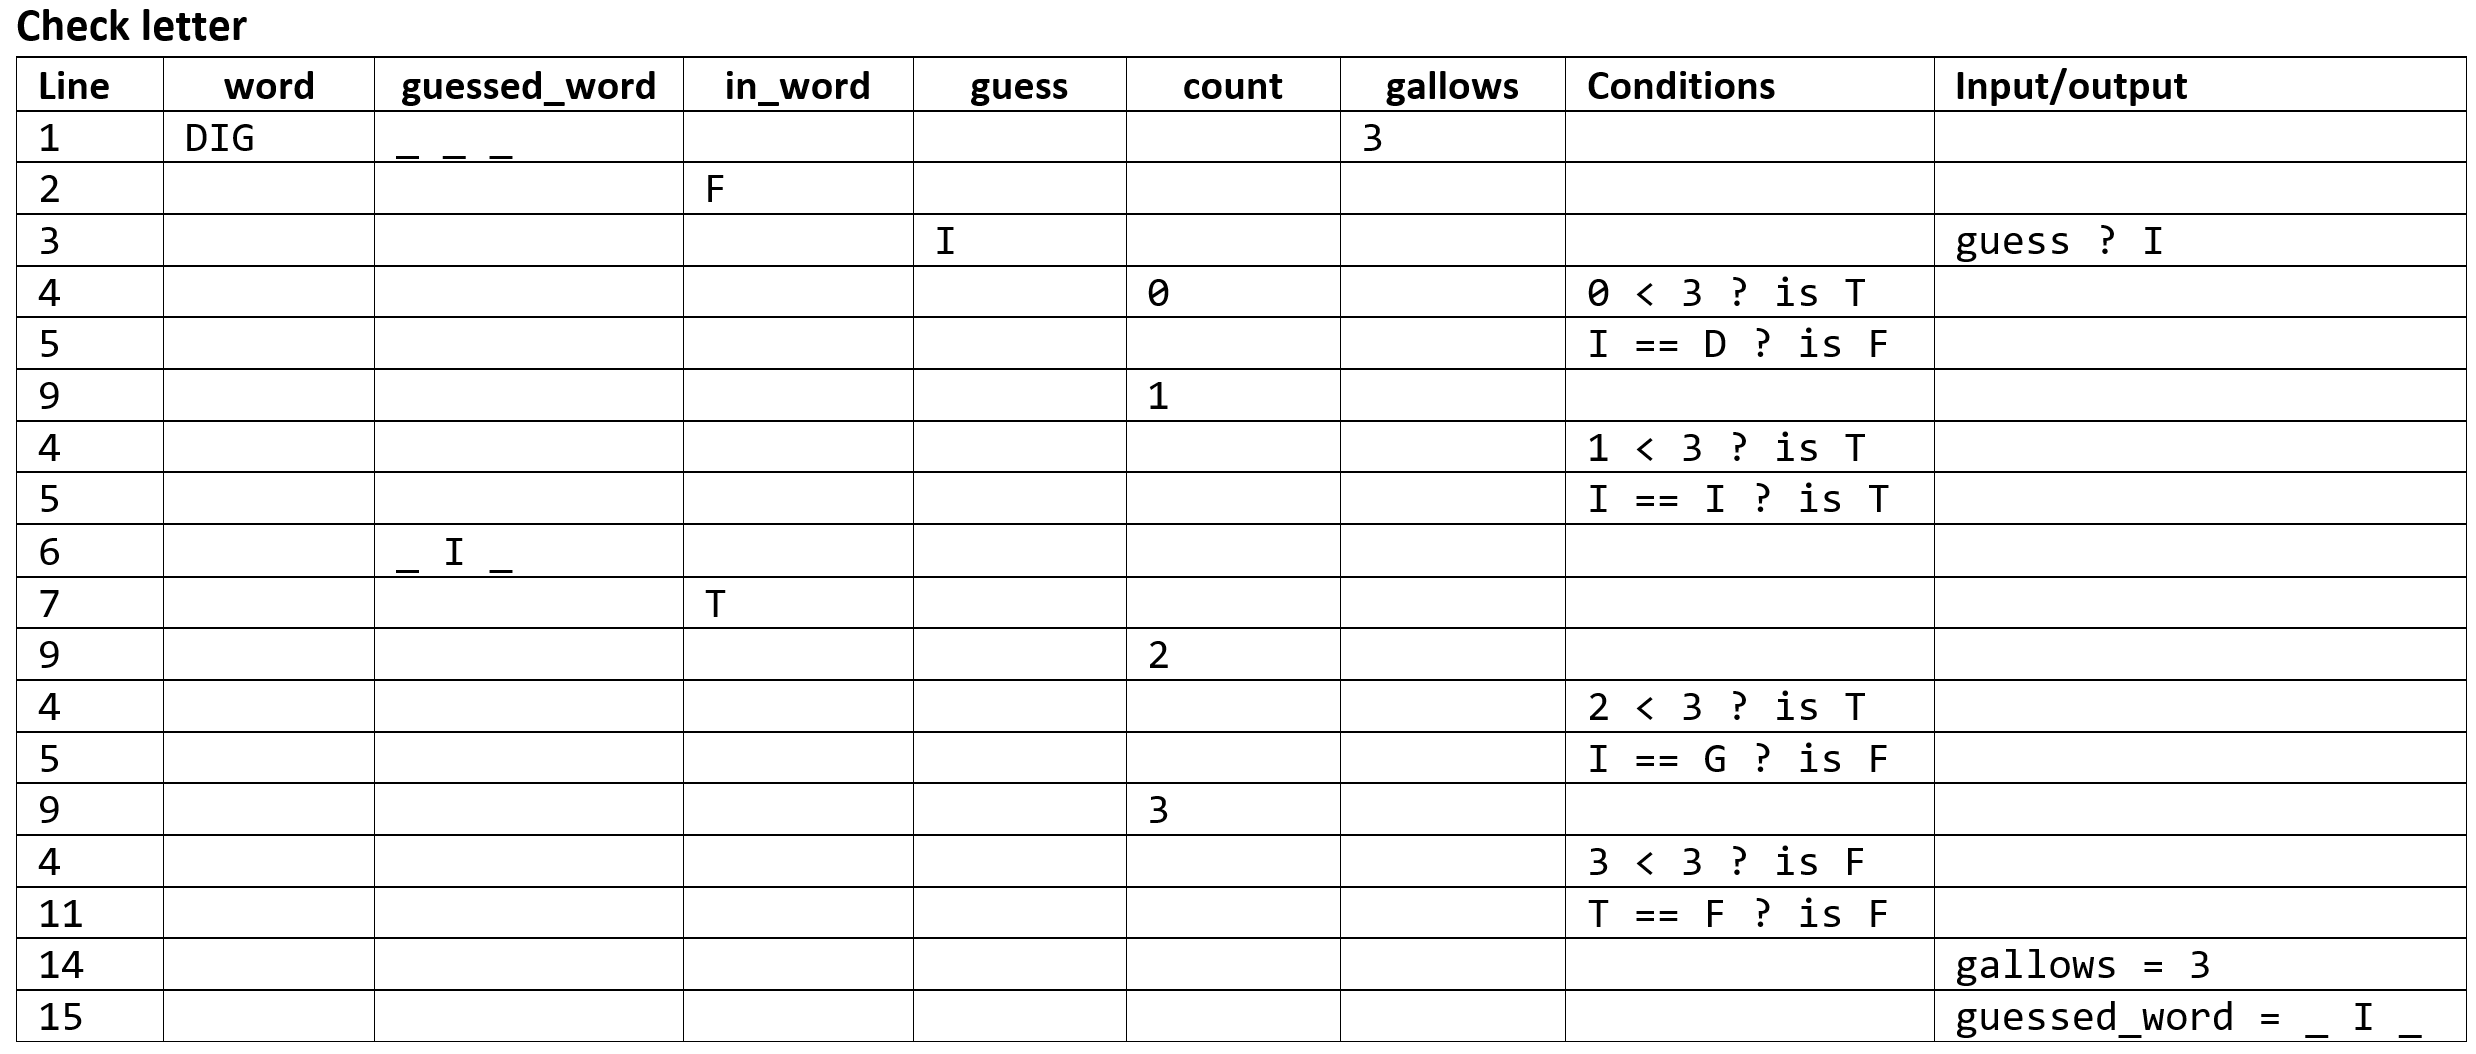 Check letter
Line word guessed_word in_word guess count gallows Conditions Input/output
1 DIG _ _ _ 3
2 F
3 I guess ? I
4 0 0 < 3 ? is T
5 I == D ? is F
9 1
4 1 < 3 ? is T
5 I == I ? is T
6 _ I _
7 T
9 2
4 2 < 3 ? is T
5 I == G ? is F
9 3
4 3 < 3 ? is F
11 T == F ? is F
14 gallows = 3
15 guessed_word = _ I _